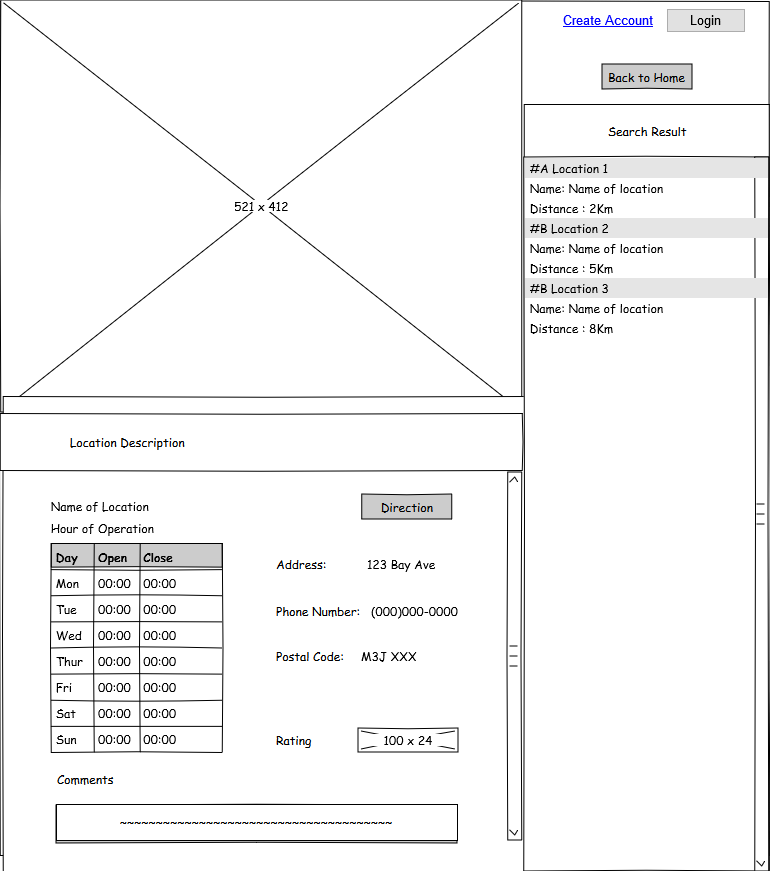 Create Account Login
Back to Home
Search Result
#A Location 1
Name: Name of location
Distance : 2Km
#B Location 2
Name: Name of location
Distance : 5Km
#B Location 3
Name: Name of location
Distance : 8Km
521 x 412
Location Description
Name of Location
Direction
Hour of Operation
Day Open Close
Mon 00:00 00:00
Tue 00:00 00:00
Wed 00:00 00:00
Thur 00:00 00:00
Fri 00:00 00:00
Sat 00:00 00:00
Sun 00:00 00:00
Address: 123 Bay Ave
Phone Number: (000)000-0000
Postal Code: M3J XXX
Rating 100 x 24
Comments
~~~~~~~~~~~~~~~~~~~~~~~~~~~~~~~~~~~~~~